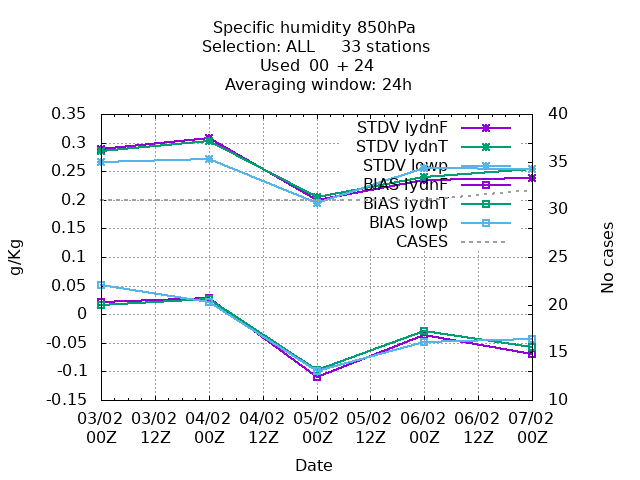 Specific humidity 850hPa
Selection: ALL 33 stations
Used 00 + 24
Averaging window: 24h
0.35
0.3
0.25
0.2
0.15
0.1
0.05
0
-0.05
-0.1
-0.15
g/Kg
STDV lydnF
STDV lydnT
STDV lowp
BIAS lydnF
BIAS lydnT
BIAS lowp
CASES
40
35
30
25
20
15
10
No cases
03/02 03/02 04/02 04/02 05/02 05/02 06/02 06/02 07/02
00Z 12Z 00Z 12Z 00Z 12Z 00Z 12Z 00Z
Date